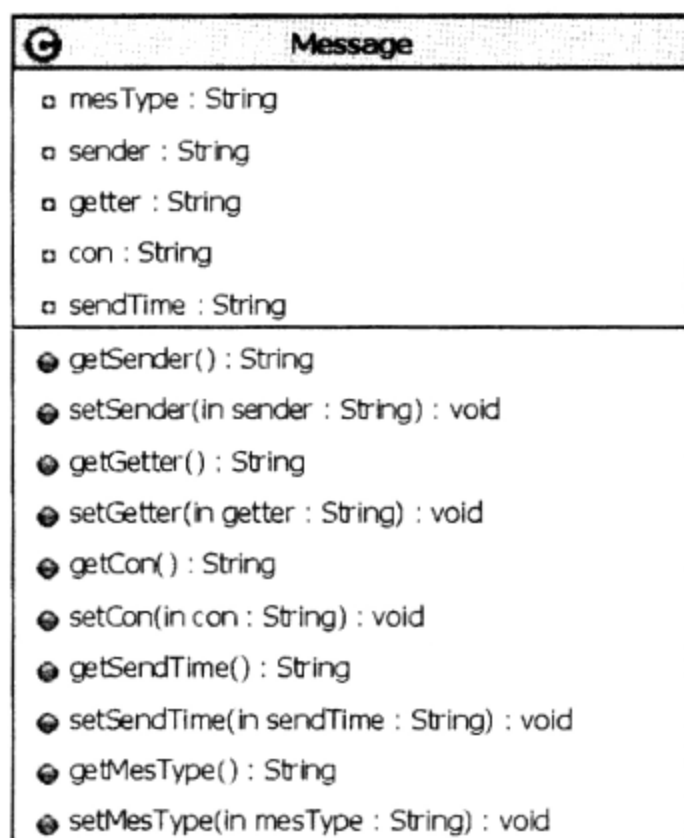 C Message
mesType : String
sender : String
getter : String
con : String
sendTime : String
getSender() : String
setSender(in sender : String) : void
getGetter() : String
setGetter(in getter : String) : void
getCon() : String
setCon(in con : String) : void
getSendTime() : String
setSendTime(in sendTime : String) : void
getMesType() : String
setMesType(in mesType : String) : void